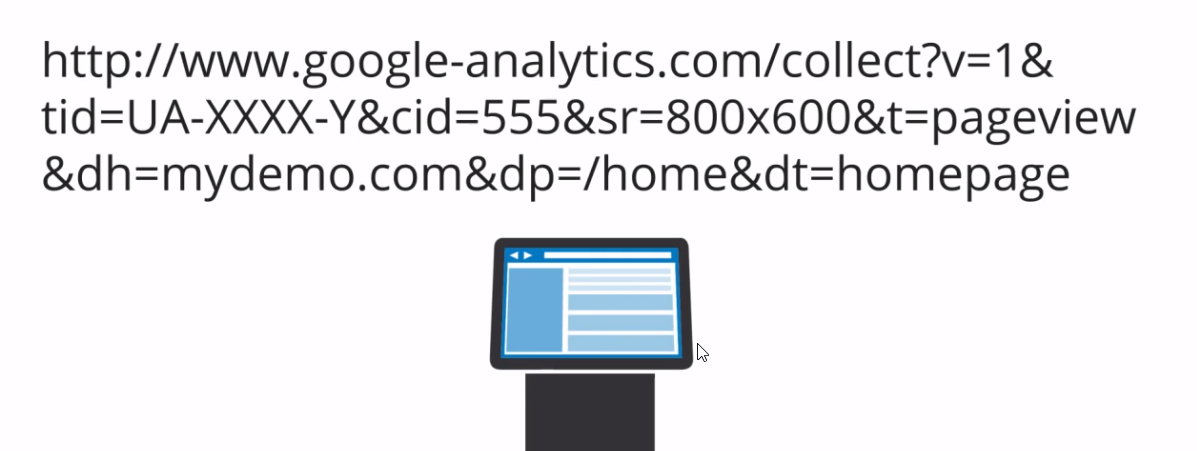 http://www.google-analytics.com/collect?v=1&
tid=UA-XXXX-Y&cid=555&sr=800x600&t=pageview
&dh=mydemo.com&dp=/home&dt=homepage